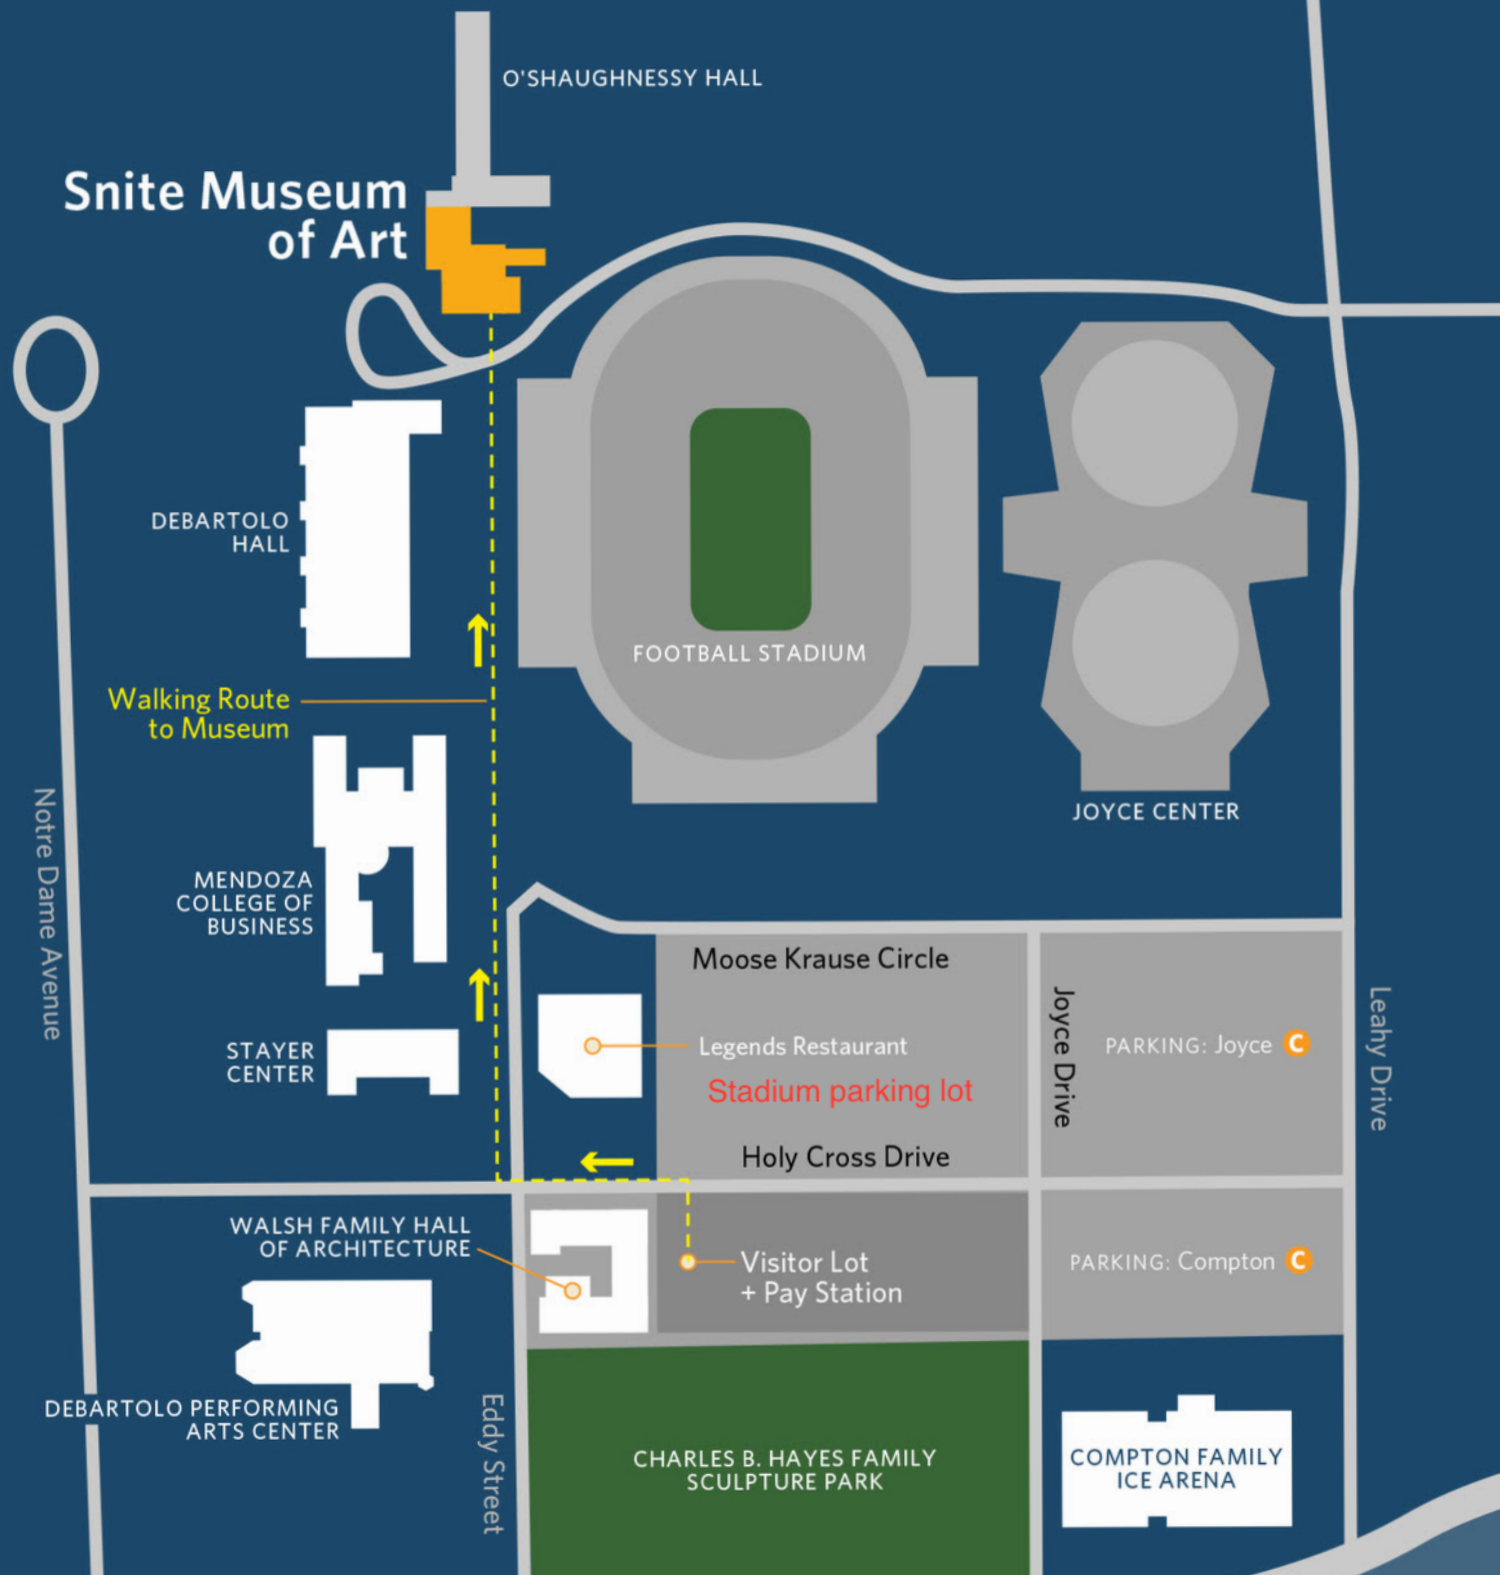 O'SHAUGHNESSY HALL
Snite Museum
of Art
DEBARTOLO
HALL
FOOTBALL STADIUM
Walking Route
to Museum
JOYCE CENTER
Notre Dame Avenue
MENDOZA
COLLEGE OF
BUSINESS
Moose Krause Circle
Joyce Drive
Leahy Drive
STAYER
CENTER
Legends Restaurant
PARKING: Joyce C
Stadium parking lot
Holy Cross Drive
WALSH FAMILY HALL
OF ARCHITECTURE
Visitor Lot
+ Pay Station
PARKING: Compton C
DEBARTOLO PERFORMING
ARTS CENTER
Eddy Street
CHARLES B. HAYES FAMILY
SCULPTURE PARK
COMPTON FAMILY
ICE ARENA